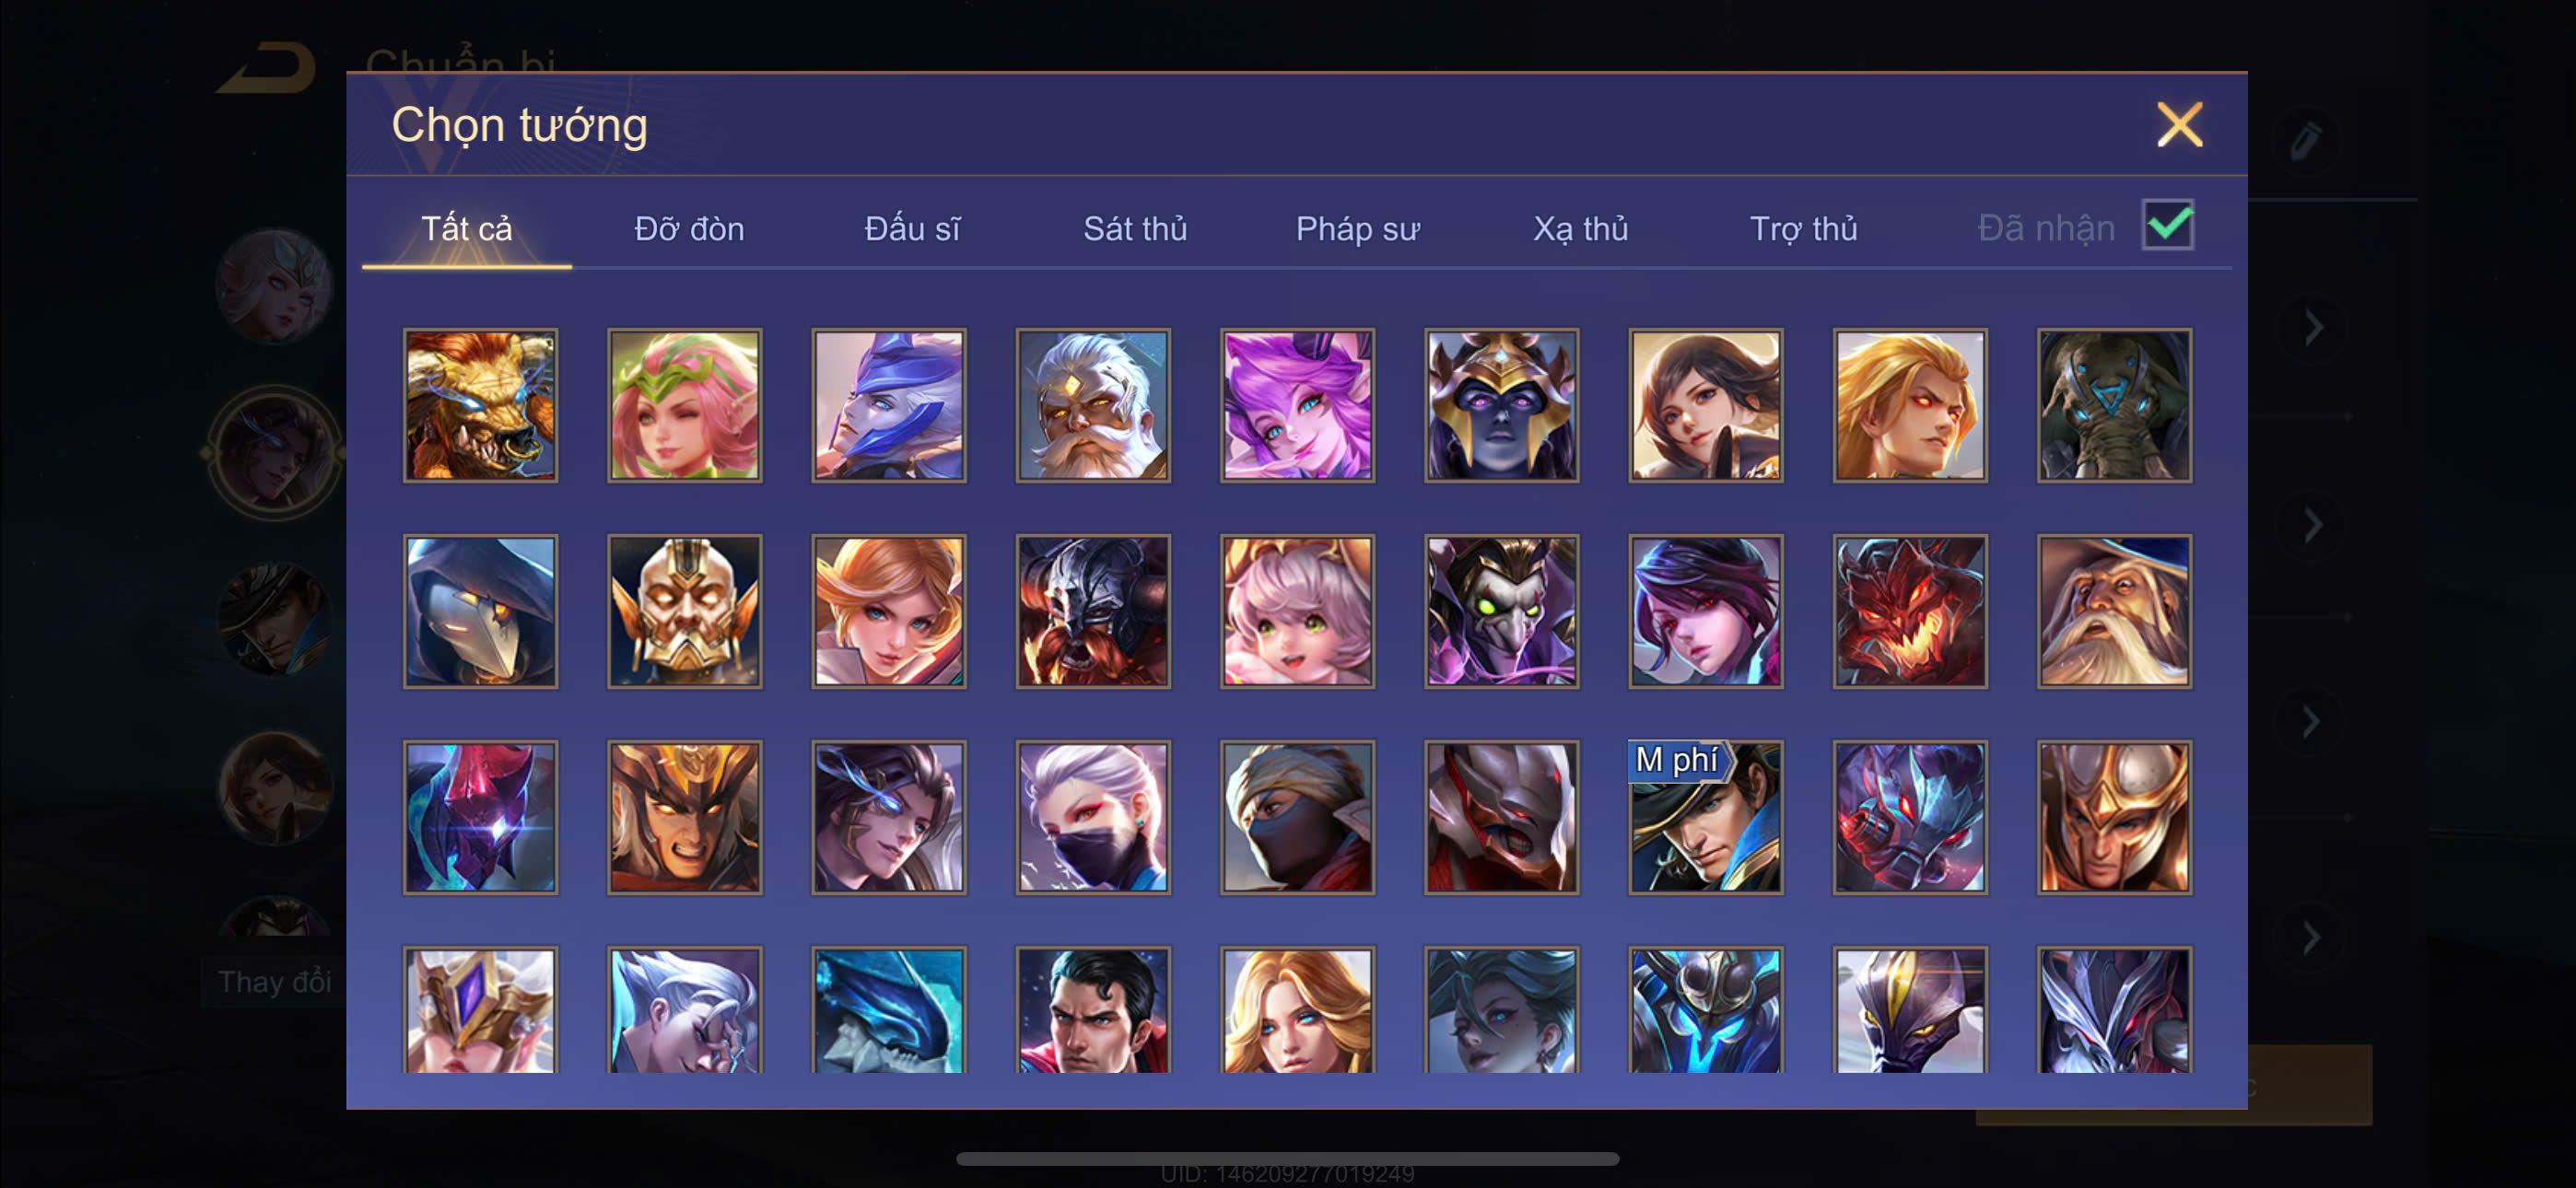 Chuẩn bị
Chọn tướng
Tất cả
Đỡ đòn
Đấu sĩ
Sát thủ
Pháp sư
Xạ thủ
Trợ thủ
Đã nhận
M phí
Thay đổi
UID: 146209277019249